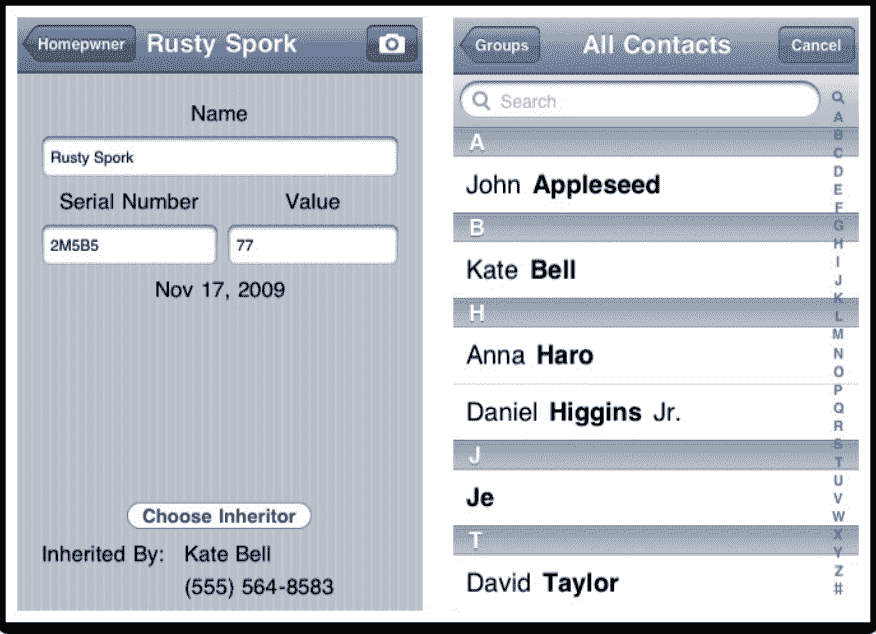 Homepwner Rusty Spork
Name
Rusty Spork
Serial Number Value
2M5B5 77
Nov 17, 2009
Choose Inheritor
Inherited By: Kate Bell
(555) 564-8583
Groups All Contacts Cancel
Search
A
John Appleseed
B
Kate Bell
H
Anna Haro
Daniel Higgins Jr.
J
Je
T
David Taylor
A
B
C
D
E
F
G
H
I
J
K
L
M
N
O
P
Q
R
S
T
U
V
W
X
Y
Z
#